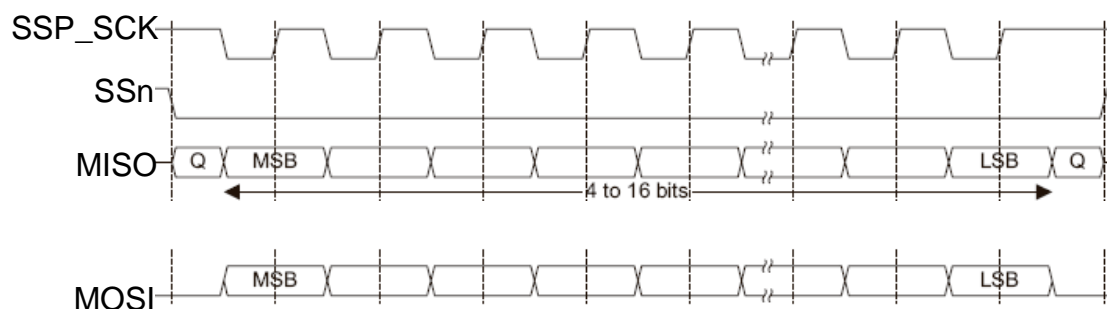 SSP_SCK
SSn
MISO Q MSB LSB Q
4 to 16 bits
MOSI MSB LSB